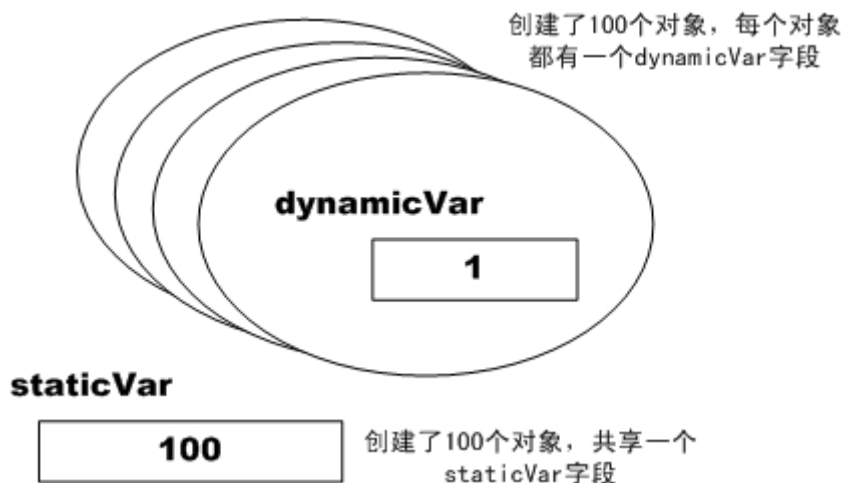 创建了100个对象，每个对象
都有一个dynamicVar字段
dynamicVar
1
staticVar
100
创建了100个对象，共享一个
staticVar字段